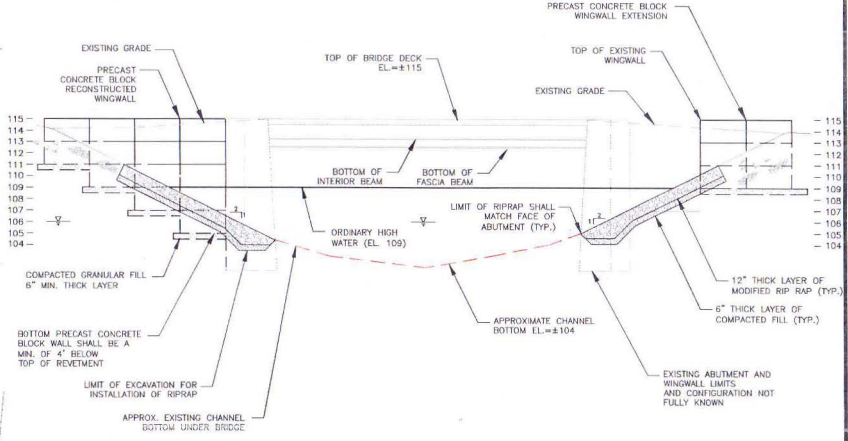 PRECAST CONCRETE BLOCK
WINGWALL EXTENSION
EXISTING GRADE
TOP OF BRIDGE DECK
EL.=±115
TOP OF EXISTING
WINGWALL
PRECAST
CONCRETE BLOCK
RECONSTRUCTED
WINGWALL
EXISTING GRADE
115
114
113
112
111
110
109
108
107
106
105
104
115
114
113
112
111
110
109
108
107
106
105
104
BOTTOM OF
INTERIOR BEAM
BOTTOM OF
FASCIA BEAM
2
1
ORDINARY HIGH
WATER (EL. 109)
LIMIT OF RIPRAP SHALL
MATCH FACE OF
ABUTMENT (TYP.)
2
1
COMPACTED GRANULAR FILL
6" MIN. THICK LAYER
12" THICK LAYER OF
MODIFIED RIP RAP (TYP.)
6" THICK LAYER OF
COMPACTED FILL (TYP.)
APPROXIMATE CHANNEL
BOTTOM EL=±104
BOTTOM PRECAST CONCRETE
BLOCK WALL SHALL BE A
MIN. OF 4' BELOW
TOP OF REVETMENT
LIMIT OF EXCAVATION FOR
INSTALLATION OF RIPRAP
EXISTING ABUTMENT AND
WINGWALL LIMITS
AND CONFIGURATION NOT
FULLY KNOWN
APPROX. EXISTING CHANNEL
BOTTOM UNDER BRIDGE